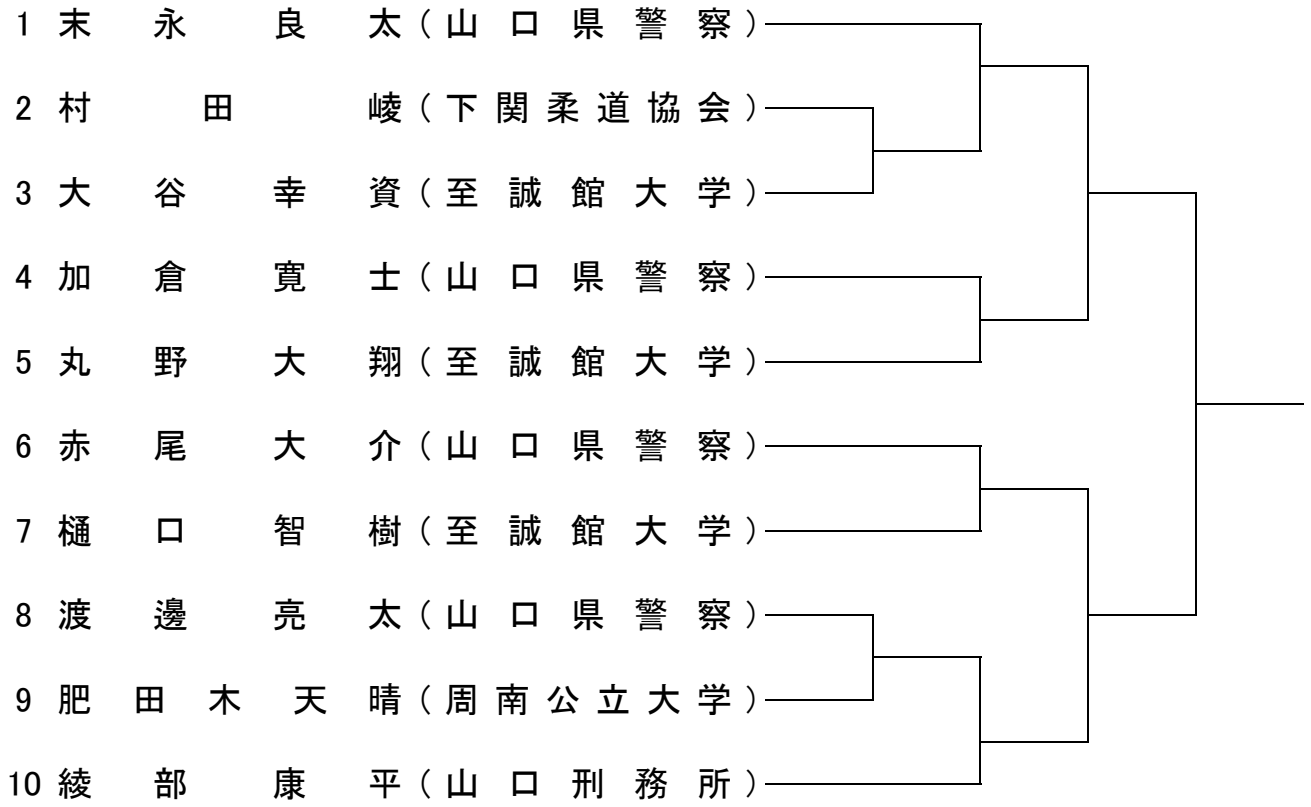 1 末永良太(山口県警察)
2 村田崚(下関柔道協会)
3 大谷幸資(至誠館大学)
4 加倉寛士(山口県警察)
5 丸野大翔(至誠館大学)
6 赤尾大介(山口県警察)
7 樋口智樹(至誠館大学)
8 渡邊亮太(山口県警察)
9 肥田木天晴(周南公立大学)
10 綾部康平(山口刑務所)